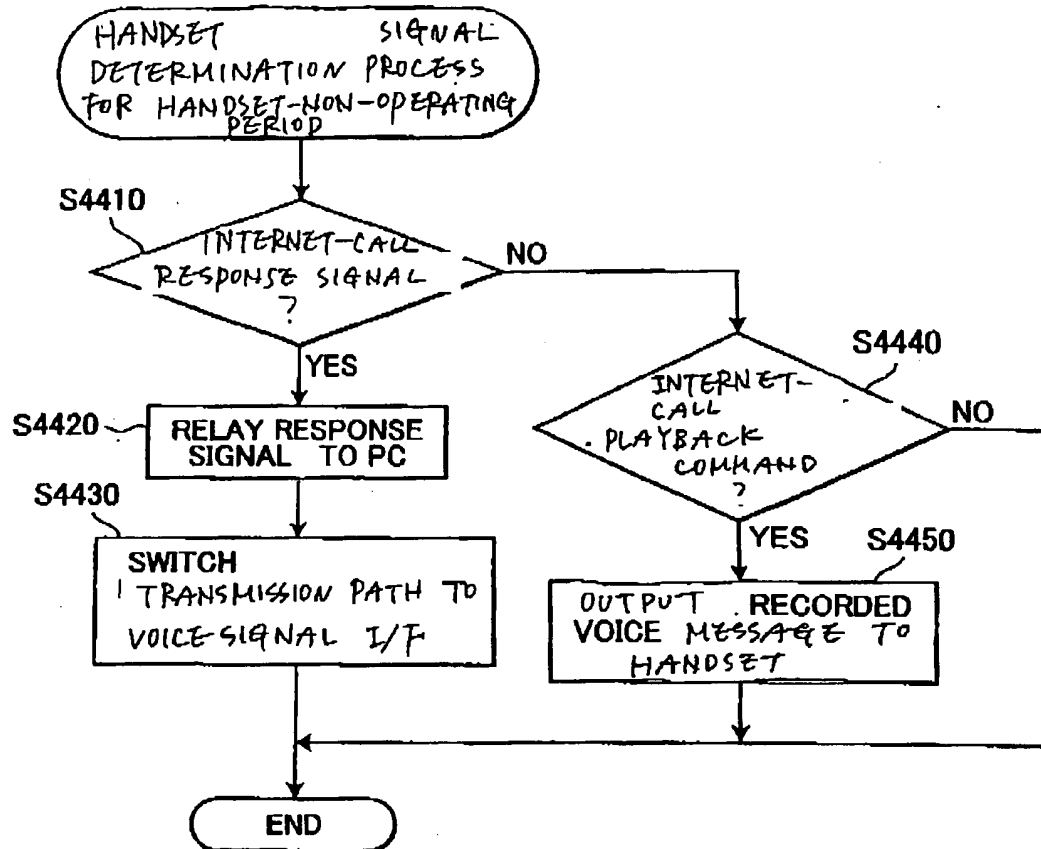 HANDSET SIGNAL
DETERMINATION PROCESS
FOR HANDSET-NON-OPERATING
PERIOD
S4410
INTERNET-CALL
RESPONSE SIGNAL
?
NO
YES
S4420
RELAY RESPONSE
SIGNAL TO PC
S4430
SWITCH
TRANSMISSION PATH TO
VOICE-SIGNAL I/F
S4440
INTERNET-
CALL
PLAYBACK
COMMAND
?
NO
YES
S4450
OUTPUT RECORDED
VOICE MESSAGE TO
HANDSET
END